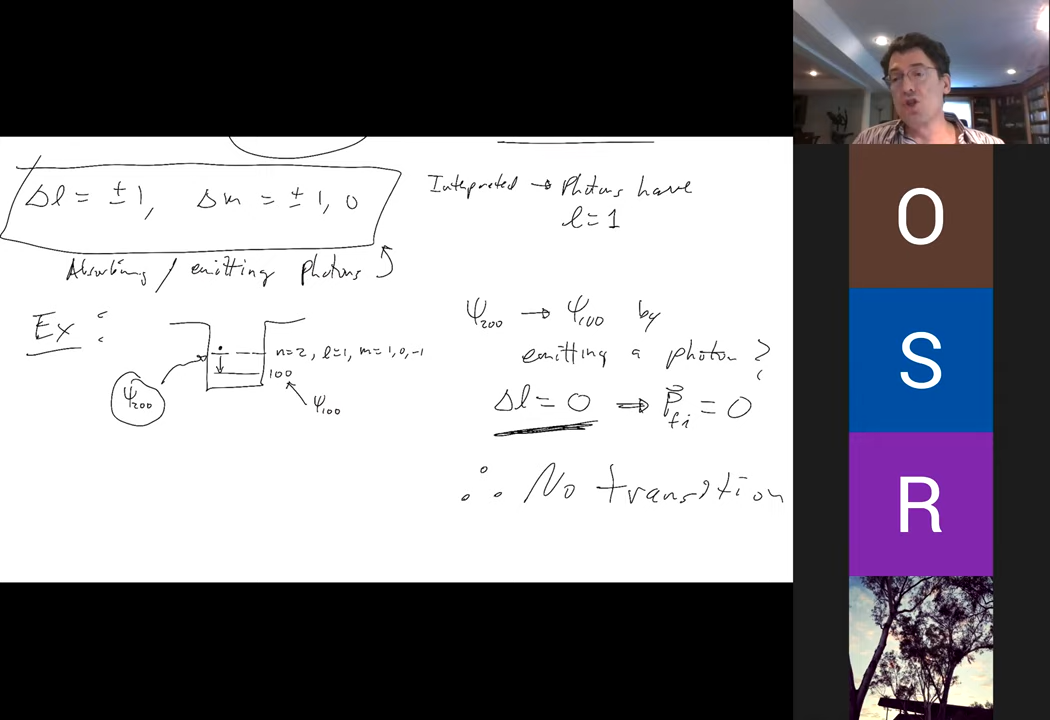 Δl = ±1, Δm = ±1, 0
Absorbing / emitting photons
Interpreted → Photons have
l = 1
Ex:
n=2, l=1, m=1,0,-1
100
ψ₂₀₀
ψ₁₀₀
ψ₂₀₀ → ψ₁₀₀ by
emitting a photon?
Δl = 0 ⇒ P⃗_fi = 0
∴ No transition
O
S
R